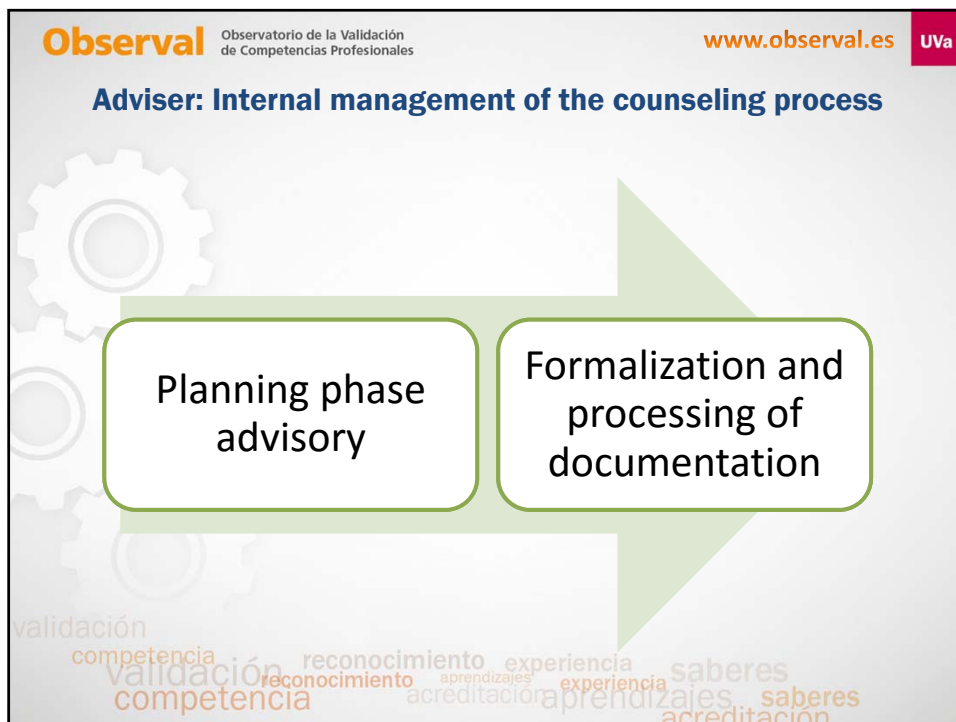 Observal
Observatorio de la Validación
de Competencias Profesionales
www.observal.es
UVa
Adviser: Internal management of the counseling process
Planning phase
advisory
Formalization and
processing of
documentation
validación
competencia
validación
reconocimiento
reconocimiento
aprendizajes
experiencia
experiencia
saberes
competencia
acreditación
aprendizajes
saberes
acreditación